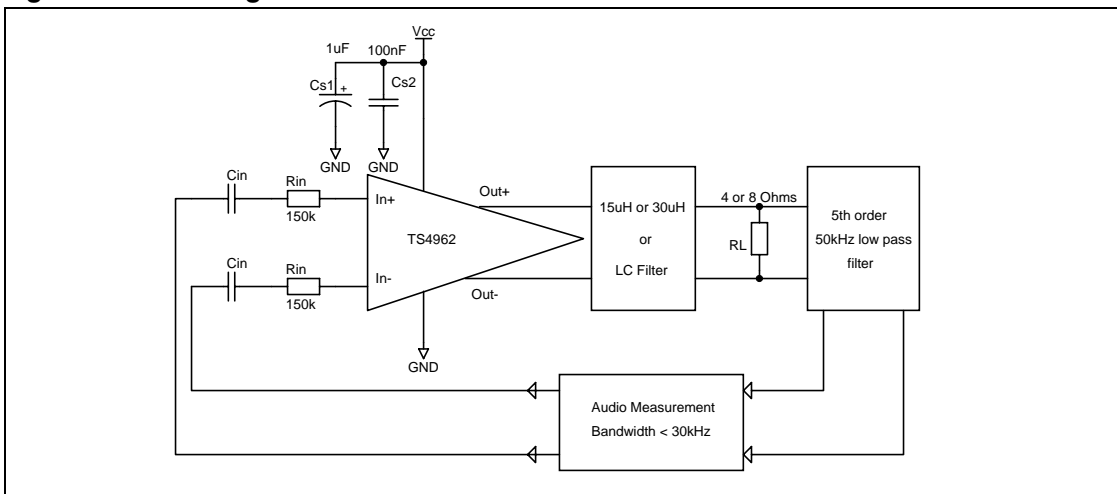 Vcc
1uF
100nF
Cs1
+
Cs2
GND
GND
Cin
Rin
150k
In+
Out+
TS4962
Cin
Rin
150k
In-
Out-
GND
15uH or 30uH
or
LC Filter
4 or 8 Ohms
RL
5th order
50kHz low pass
filter
Audio Measurement
Bandwidth < 30kHz